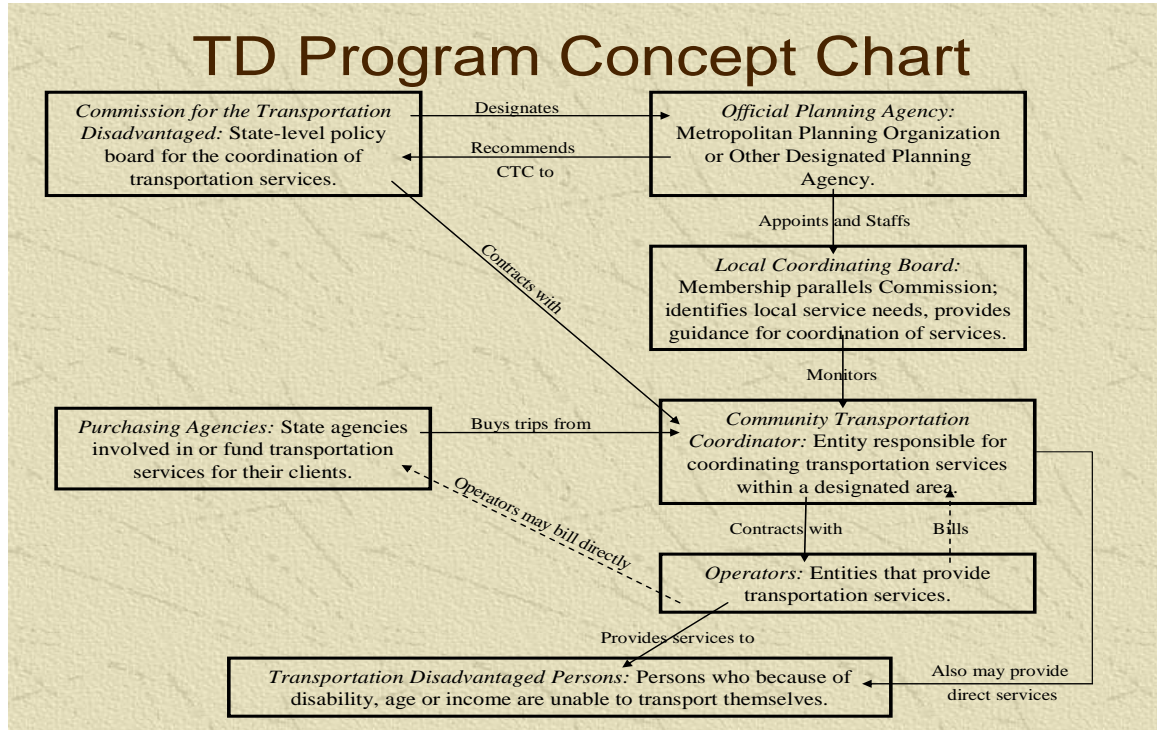 TD Program Concept Chart
Commission for the Transportation
Disadvantaged: State-level policy
board for the coordination of
transportation services.
Designates
Recommends
CTC to
Official Planning Agency:
Metropolitan Planning Organization
or Other Designated Planning
Agency.
Appoints and Staffs
Local Coordinating Board:
Membership parallels Commission;
identifies local service needs, provides
guidance for coordination of services.
Contracts with
Monitors
Purchasing Agencies: State agencies
involved in or fund transportation
services for their clients.
Buys trips from
Community Transportation
Coordinator: Entity responsible for
coordinating transportation services
within a designated area.
Operators may bill directly
Contracts with
Bills
Operators: Entities that provide
transportation services.
Provides services to
Transportation Disadvantaged Persons: Persons who because of
disability, age or income are unable to transport themselves.
Also may provide
direct services